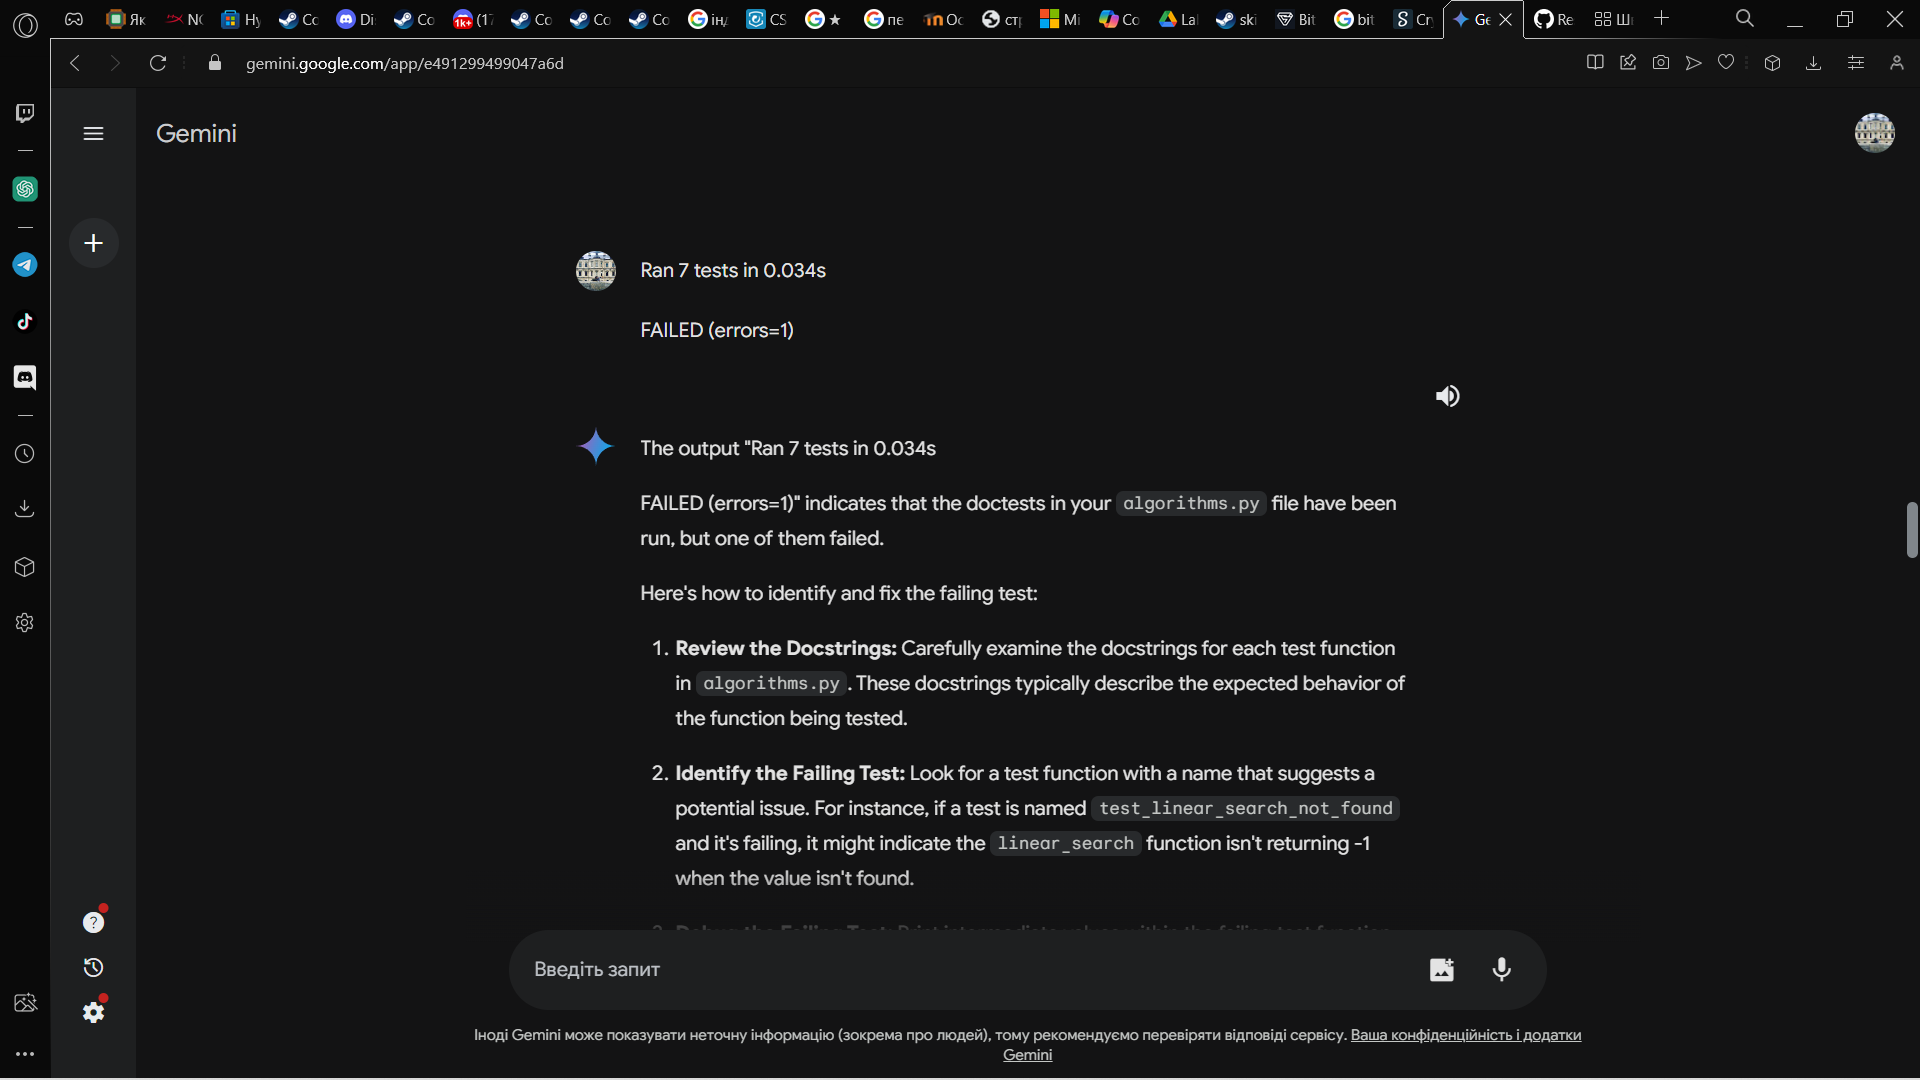 Як
NC
Ну
Co
Di
Co
1k+
(17
Co
Co
Co
інд
CS
★
пе
Oc
стр
Mi
Co
Lal
ski
Bit
bit
Cry
Ge
Re
Шт
gemini.google.com/app/e491299499047a6d
Gemini
Ran 7 tests in 0.034s
FAILED (errors=1)
The output "Ran 7 tests in 0.034s
FAILED (errors=1)" indicates that the doctests in your algorithms.py file have been
run, but one of them failed.
Here's how to identify and fix the failing test:
1. Review the Docstrings: Carefully examine the docstrings for each test function
in algorithms.py. These docstrings typically describe the expected behavior of
the function being tested.
2. Identify the Failing Test: Look for a test function with a name that suggests a
potential issue. For instance, if a test is named test_linear_search_not_found
and it's failing, it might indicate the linear_search function isn't returning -1
when the value isn't found.
Введіть запит
Іноді Gemini може показувати неточну інформацію (зокрема про людей), тому рекомендуємо перевіряти відповіді сервісу. Ваша конфіденційність і додатки
Gemini